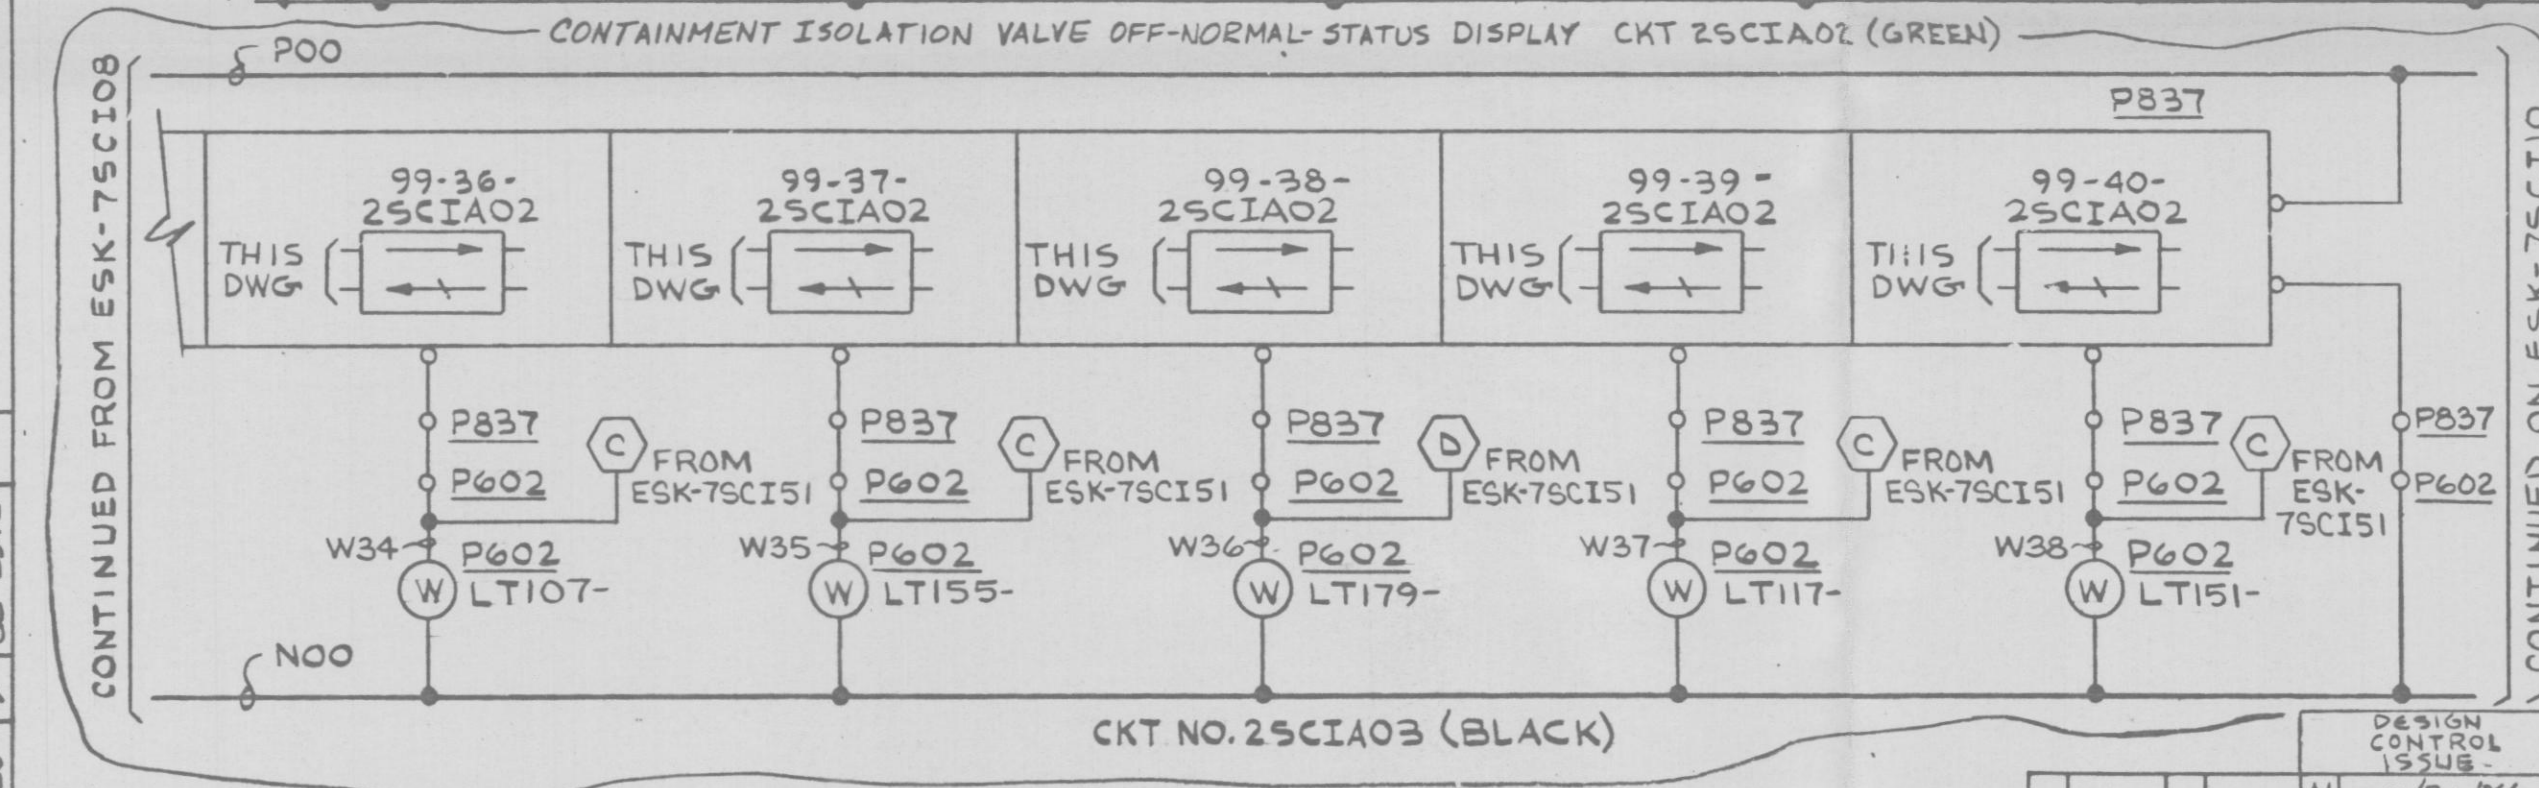 CONTAINMENT ISOLATION VALVE OFF-NORMAL-STATUS DISPLAY CKT 2SCIA02 (GREEN)
CONTINUED FROM ESK-7SCI08
P00
P837
99-36-
2SCIA02
THIS
DWG
99-37-
2SCIA02
THIS
DWG
99-38-
2SCIA02
THIS
DWG
99-39-
2SCIA02
THIS
DWG
99-40-
2SCIA02
THIS
DWG
P837
P602
C
FROM
ESK-7SCI51
W34
P602
W
LT107-
P837
P602
C
FROM
ESK-7SCI51
W35
P602
W
LT155-
P837
P602
D
FROM
ESK-7SCI51
W36
P602
W
LT179-
P837
P602
C
FROM
ESK-7SCI51
W37
P602
W
LT117-
P837
P602
C
FROM
ESK-
7SCI51
W38
P602
W
LT151-
P837
P602
N00
CONTINUED ON ESK-7SCI10
CKT NO. 2SCIA03 (BLACK)
DESIGN
CONTROL
ISSUE